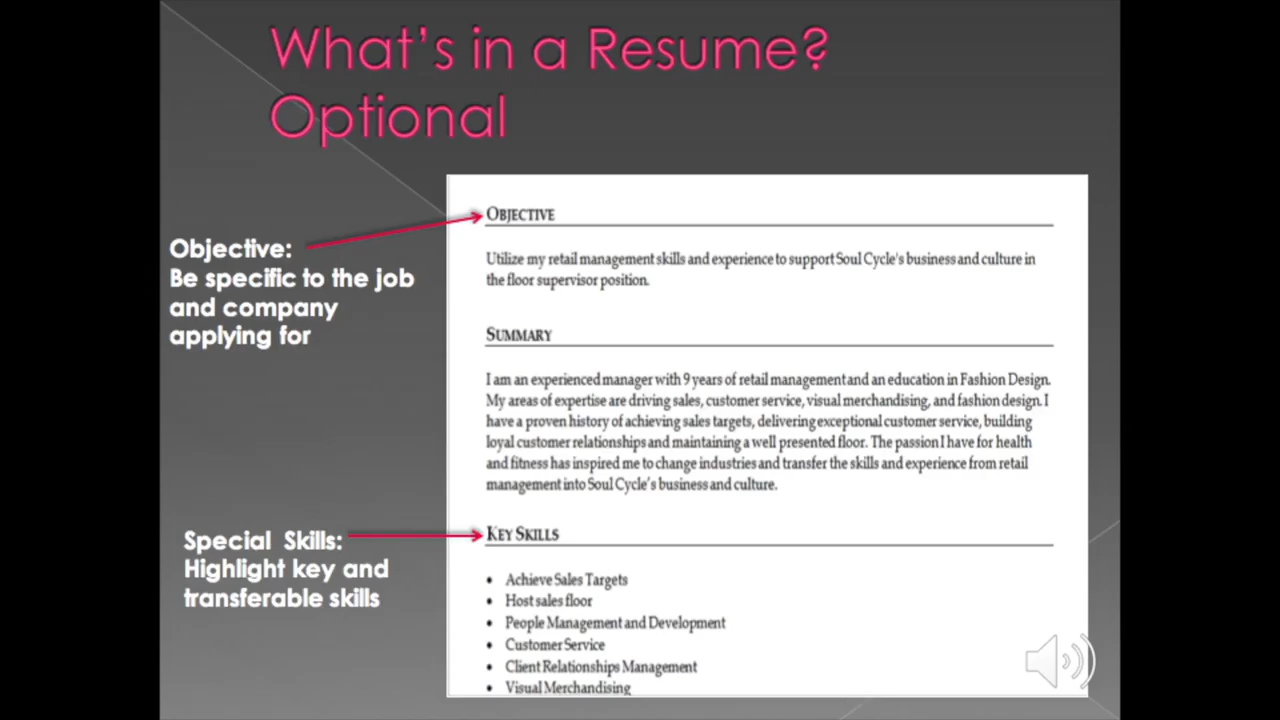 What's in a Resume?
Optional
Objective:
Be specific to the job
and company
applying for
Special Skills:
Highlight key and
transferable skills
OBJECTIVE
Utilize my retail management skills and experience to support Soul Cycle's business and culture in
the floor supervisor position.
SUMMARY
I am an experienced manager with 9 years of retail management and an education in Fashion Design.
My areas of expertise are driving sales, customer service, visual merchandising, and fashion design. I
have a proven history of achieving sales targets, delivering exceptional customer service, building
loyal customer relationships and maintaining a well presented floor. The passion I have for health
and fitness has inspired me to change industries and transfer the skills and experience from retail
management into Soul Cycle's business and culture.
KEY SKILLS
• Achieve Sales Targets
• Host sales floor
• People Management and Development
• Customer Service
• Client Relationships Management
• Visual Merchandising